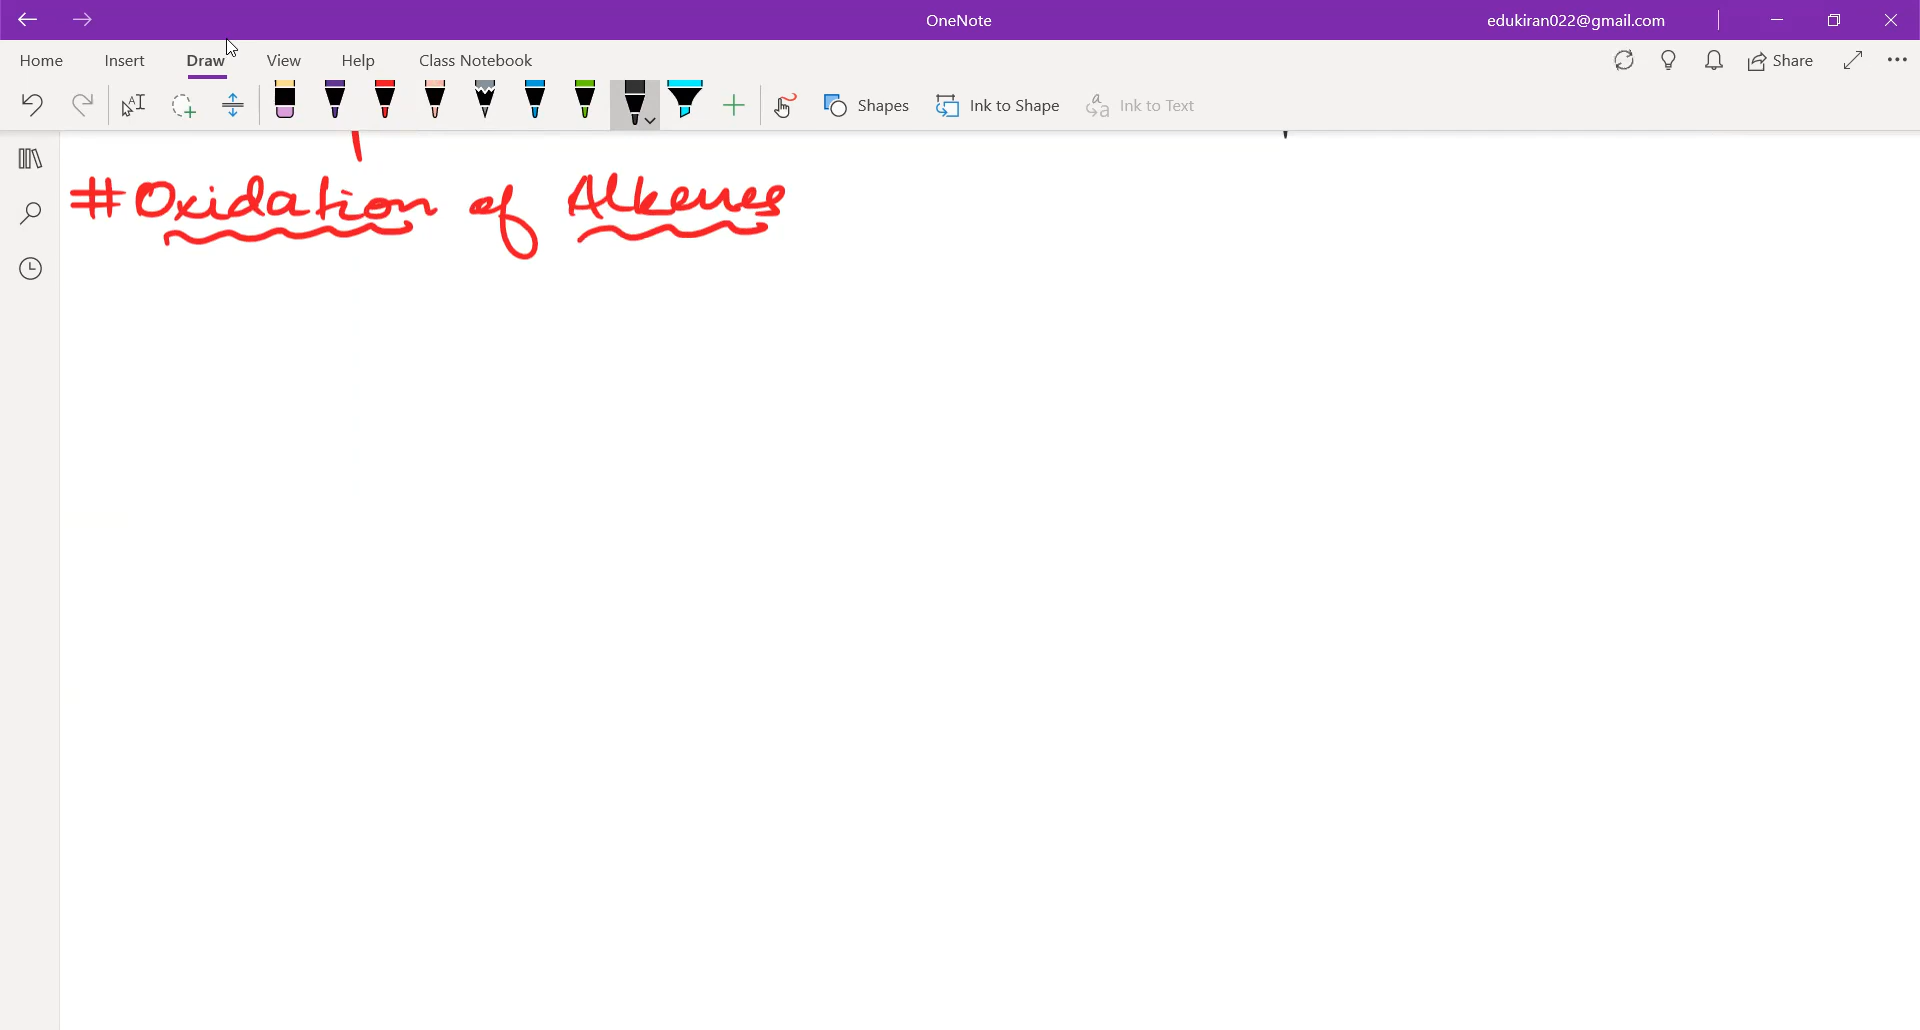 OneNote
edukiran022@gmail.com
Home Insert Draw View Help Class Notebook
Share
Shapes Ink to Shape Ink to Text
#Oxidation of Alkenes